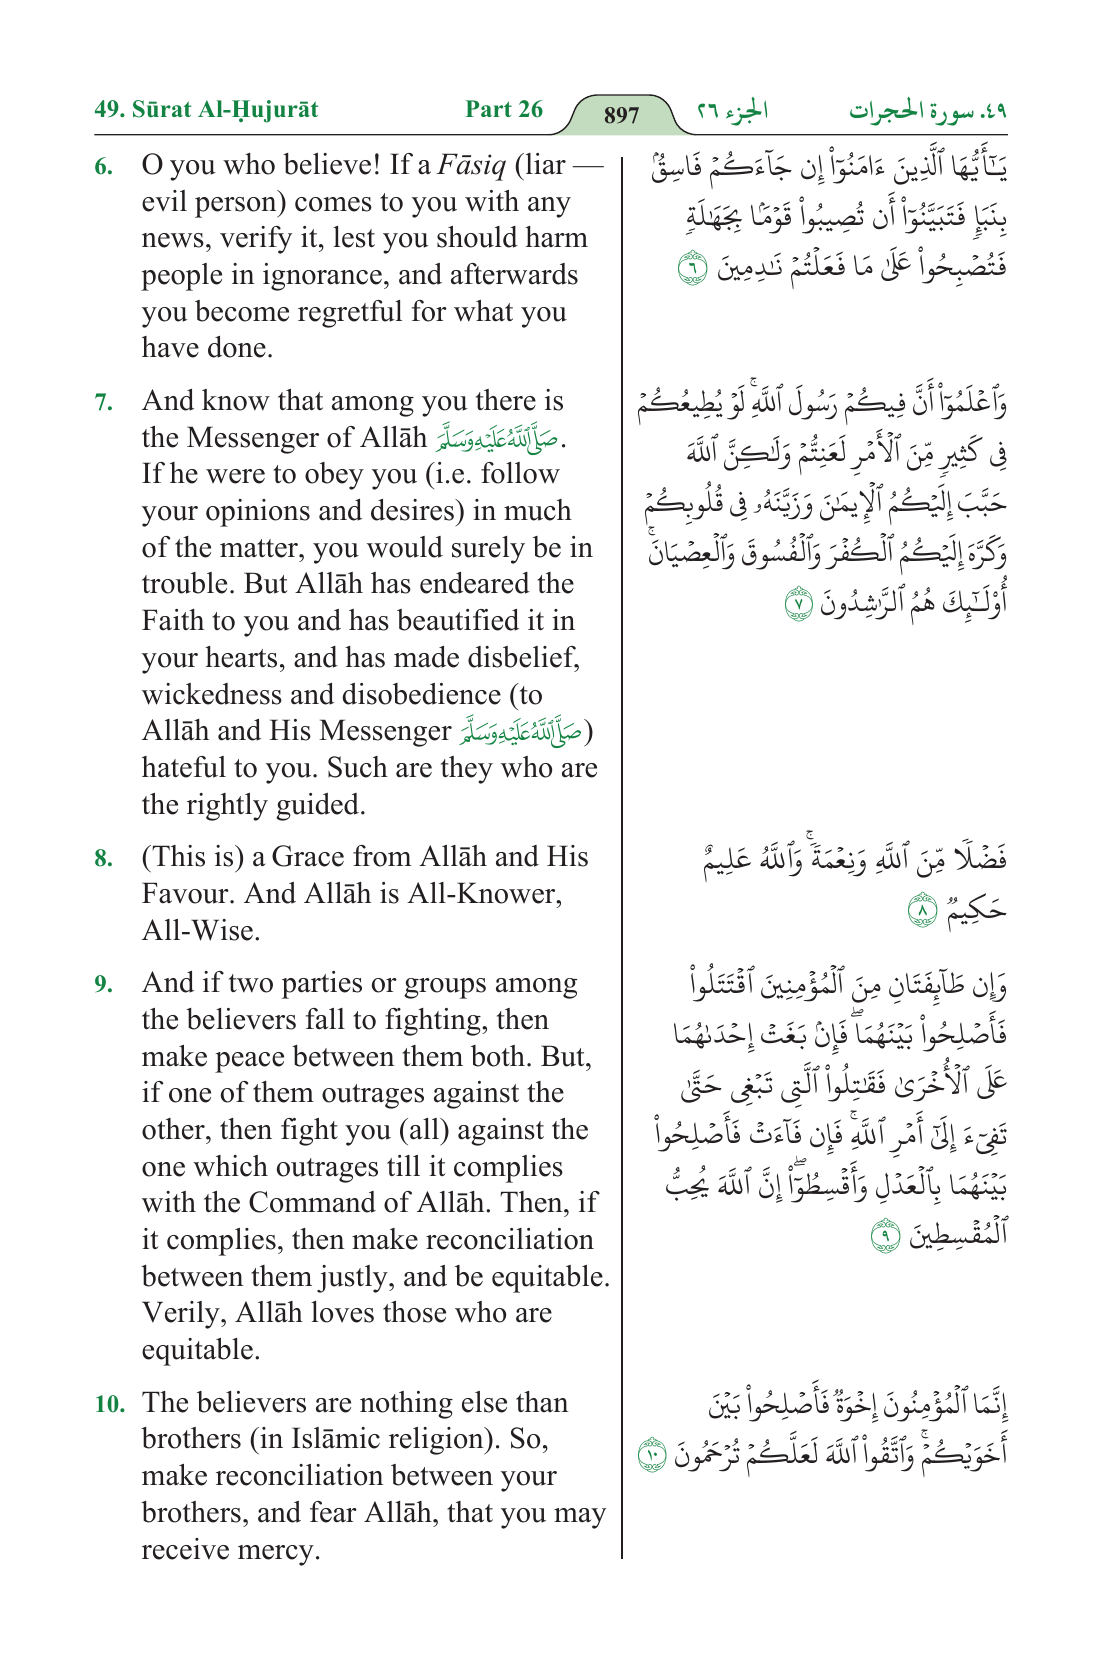 49. Sūrat Al-Ḥujurāt Part 26 897 الجزء ٢٦ ٤٩. سورة الحجرات
6. O you who believe! If a Fāsiq (liar —
evil person) comes to you with any
news, verify it, lest you should harm
people in ignorance, and afterwards
you become regretful for what you
have done.
7. And know that among you there is
the Messenger of Allāh صَلَّى اللَّهُ عَلَيْهِ وَسَلَّمَ.
If he were to obey you (i.e. follow
your opinions and desires) in much
of the matter, you would surely be in
trouble. But Allāh has endeared the
Faith to you and has beautified it in
your hearts, and has made disbelief,
wickedness and disobedience (to
Allāh and His Messenger صَلَّى اللَّهُ عَلَيْهِ وَسَلَّمَ)
hateful to you. Such are they who are
the rightly guided.
8. (This is) a Grace from Allāh and His
Favour. And Allāh is All-Knower,
All-Wise.
9. And if two parties or groups among
the believers fall to fighting, then
make peace between them both. But,
if one of them outrages against the
other, then fight you (all) against the
one which outrages till it complies
with the Command of Allāh. Then, if
it complies, then make reconciliation
between them justly, and be equitable.
Verily, Allāh loves those who are
equitable.
10. The believers are nothing else than
brothers (in Islāmic religion). So,
make reconciliation between your
brothers, and fear Allāh, that you may
receive mercy.
يَـٰٓأَيُّهَا ٱلَّذِينَ ءَامَنُوٓا۟ إِن جَآءَكُمْ فَاسِقٌۢ
بِنَبَإٍ فَتَبَيَّنُوٓا۟ أَن تُصِيبُوا۟ قَوْمًۢا بِجَهَـٰلَةٍ
فَتُصْبِحُوا۟ عَلَىٰ مَا فَعَلْتُمْ نَـٰدِمِينَ ٦
وَٱعْلَمُوٓا۟ أَنَّ فِيكُمْ رَسُولَ ٱللَّهِ ۚ لَوْ يُطِيعُكُمْ
فِى كَثِيرٍ مِّنَ ٱلْأَمْرِ لَعَنِتُّمْ وَلَـٰكِنَّ ٱللَّهَ
حَبَّبَ إِلَيْكُمُ ٱلْإِيمَـٰنَ وَزَيَّنَهُۥ فِى قُلُوبِكُمْ
وَكَرَّهَ إِلَيْكُمُ ٱلْكُفْرَ وَٱلْفُسُوقَ وَٱلْعِصْيَانَ ۚ
أُو۟لَـٰٓئِكَ هُمُ ٱلرَّٰشِدُونَ ٧
فَضْلًا مِّنَ ٱللَّهِ وَنِعْمَةً ۚ وَٱللَّهُ عَلِيمٌ
حَكِيمٌ ٨
وَإِن طَآئِفَتَانِ مِنَ ٱلْمُؤْمِنِينَ ٱقْتَتَلُوا۟
فَأَصْلِحُوا۟ بَيْنَهُمَا ۖ فَإِنۢ بَغَتْ إِحْدَىٰهُمَا
عَلَى ٱلْأُخْرَىٰ فَقَـٰتِلُوا۟ ٱلَّتِى تَبْغِى حَتَّىٰ
تَفِىٓءَ إِلَىٰٓ أَمْرِ ٱللَّهِ ۚ فَإِن فَآءَتْ فَأَصْلِحُوا۟
بَيْنَهُمَا بِٱلْعَدْلِ وَأَقْسِطُوٓا۟ ۖ إِنَّ ٱللَّهَ يُحِبُّ
ٱلْمُقْسِطِينَ ٩
إِنَّمَا ٱلْمُؤْمِنُونَ إِخْوَةٌ فَأَصْلِحُوا۟ بَيْنَ
أَخَوَيْكُمْ ۚ وَٱتَّقُوا۟ ٱللَّهَ لَعَلَّكُمْ تُرْحَمُونَ ١٠